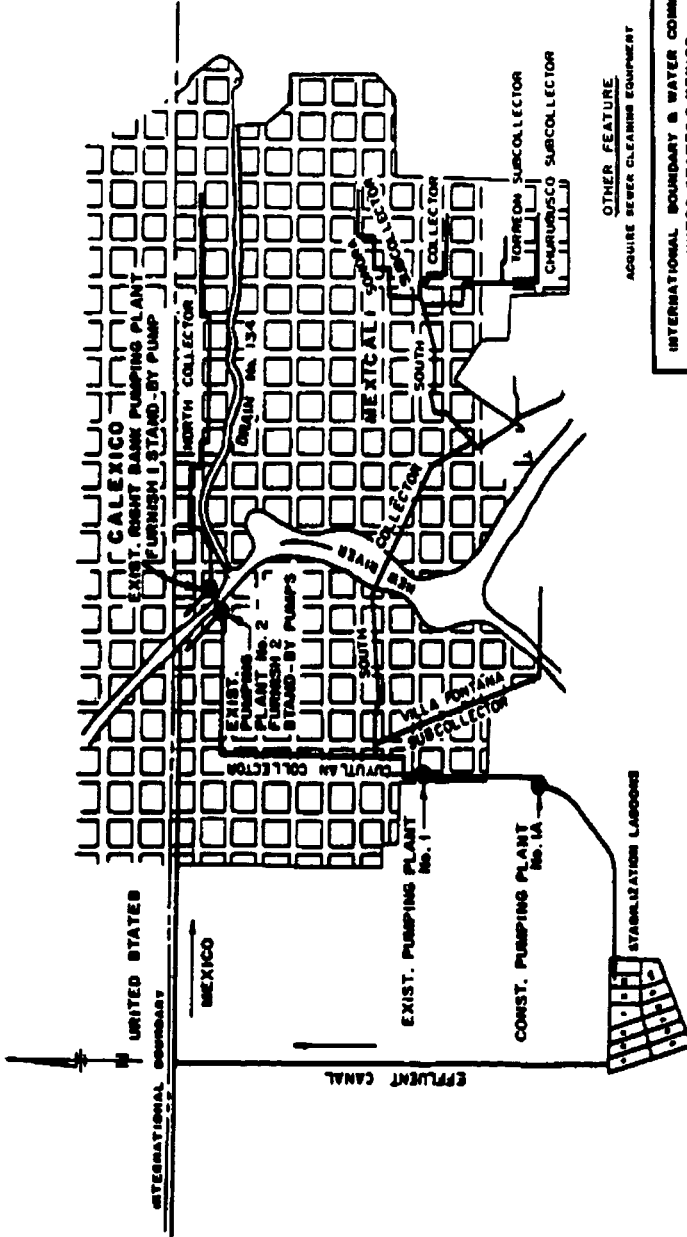 CALEXICO
EXIST. RIGHT BANK PUMPING PLANT
FURNISH 1 STAND-BY PUMP
NORTH COLLECTOR
DRAIN No. 134
UNITED STATES
INTERNATIONAL BOUNDARY
MEXICO
EXIST.
PUMPING
PLANT No. 2
FURNISH 2
STAND-BY PUMPS
NEW
RIVER
MEXICALI
SONORA
SUBCOLLECTOR
SUBCOLLECTOR
SOUTH
COLLECTOR
SOUTH
COLLECTOR
TORREON SUBCOLLECTOR
CHURUBUSCO SUBCOLLECTOR
CUYUTLAN COLLECTOR
VILLA FONTANA
SUBCOLLECTOR
EXIST. PUMPING PLANT
No. 1
CONST. PUMPING PLANT
No. 1A
STABILIZATION LAGOONS
EFFLUENT CANAL
OTHER FEATURE
ACQUIRE SEWER CLEANING EQUIPMENT
INTERNATIONAL BOUNDARY & WATER